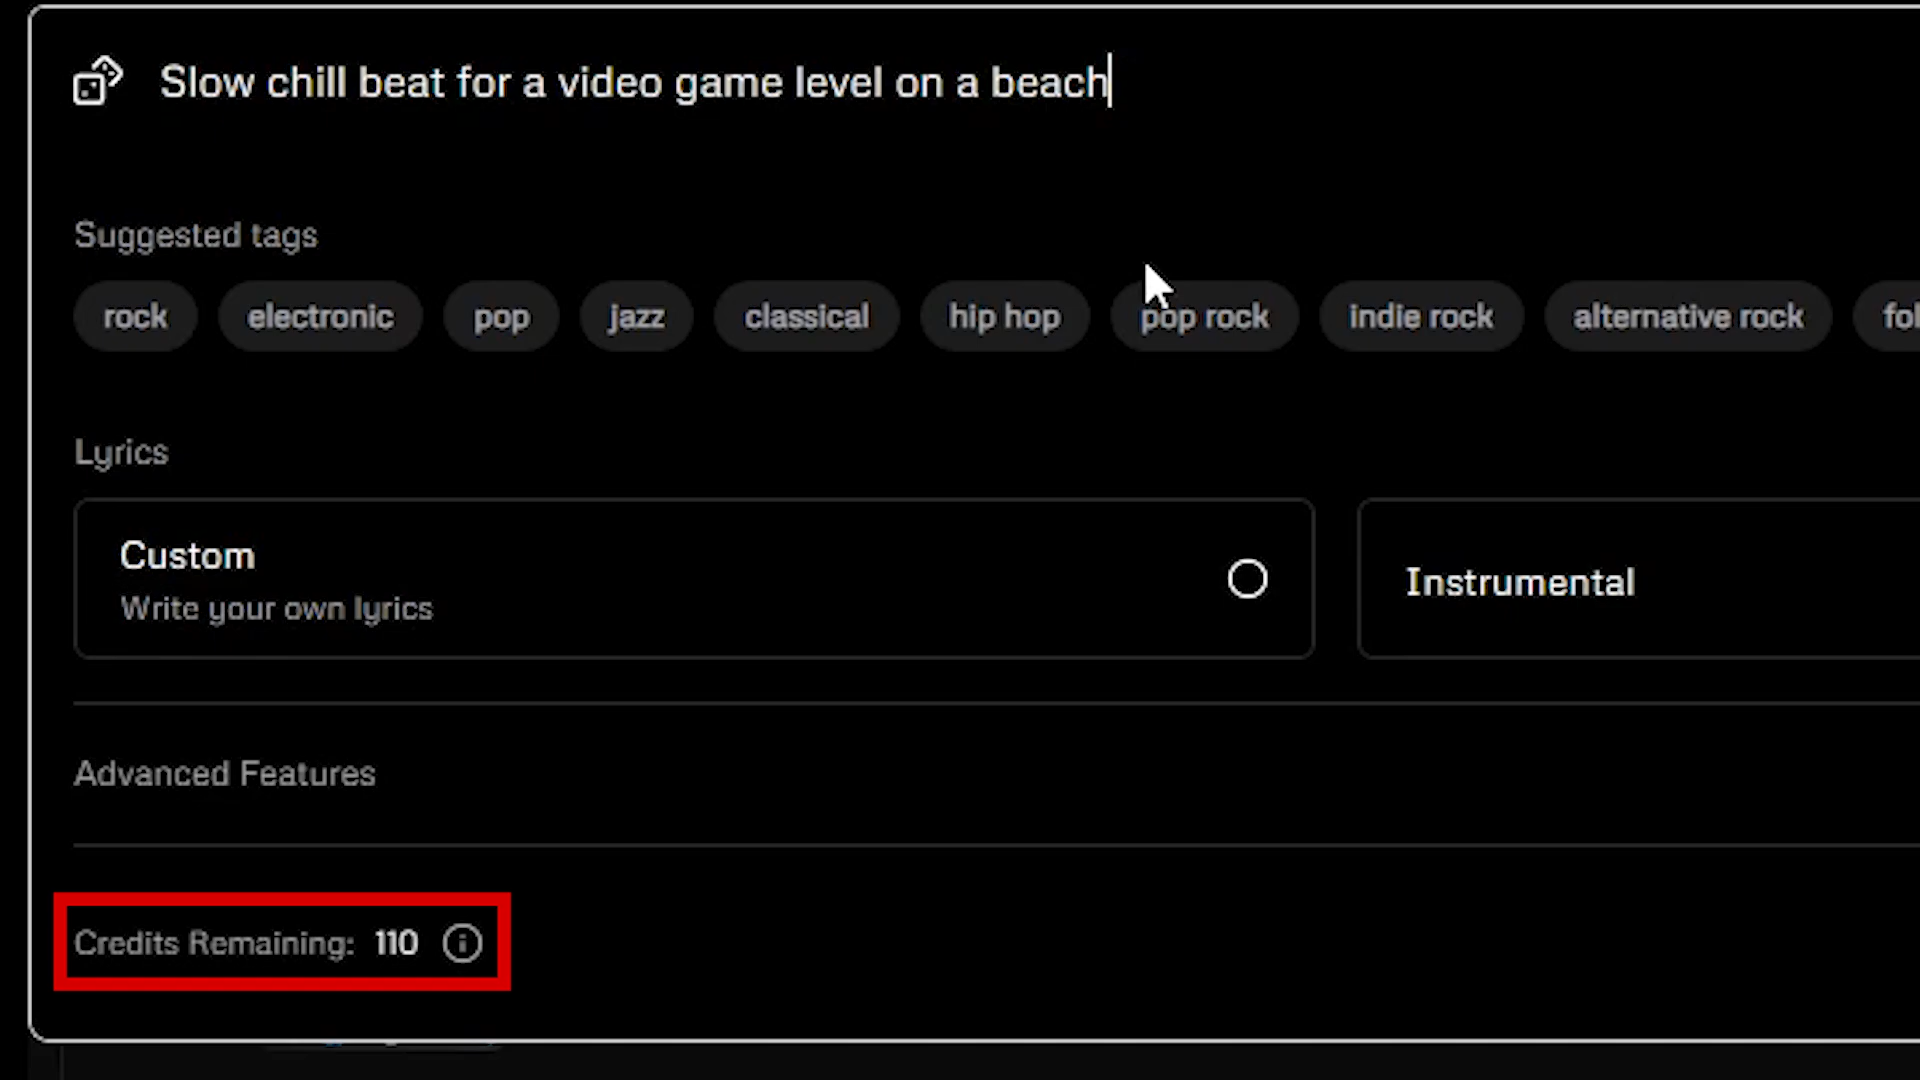 Slow chill beat for a video game level on a beach
Suggested tags
rock electronic pop jazz classical hip hop pop rock indie rock alternative rock
Lyrics
Custom
Write your own lyrics
Instrumental
Advanced Features
Credits Remaining: 110